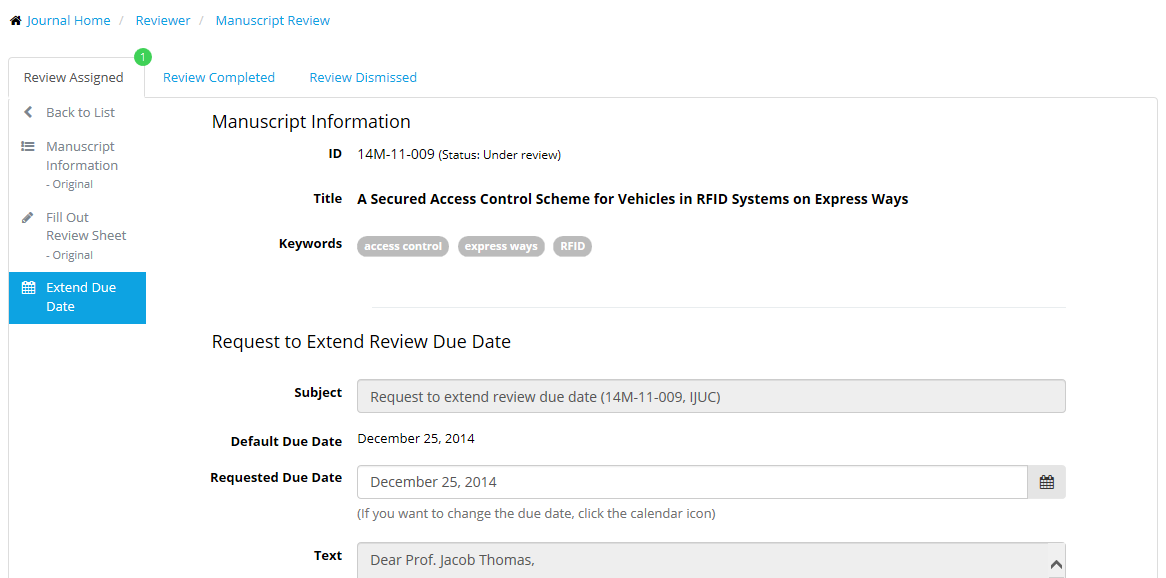 Journal Home / Reviewer / Manuscript Review
1
Review Assigned Review Completed Review Dismissed
Back to List
Manuscript
Information
- Original
Fill Out
Review Sheet
- Original
Extend Due
Date
Manuscript Information
ID 14M-11-009 (Status: Under review)
Title A Secured Access Control Scheme for Vehicles in RFID Systems on Express Ways
Keywords access control express ways RFID
Request to Extend Review Due Date
Subject Request to extend review due date (14M-11-009, IJUC)
Default Due Date December 25, 2014
Requested Due Date December 25, 2014
(If you want to change the due date, click the calendar icon)
Text Dear Prof. Jacob Thomas,